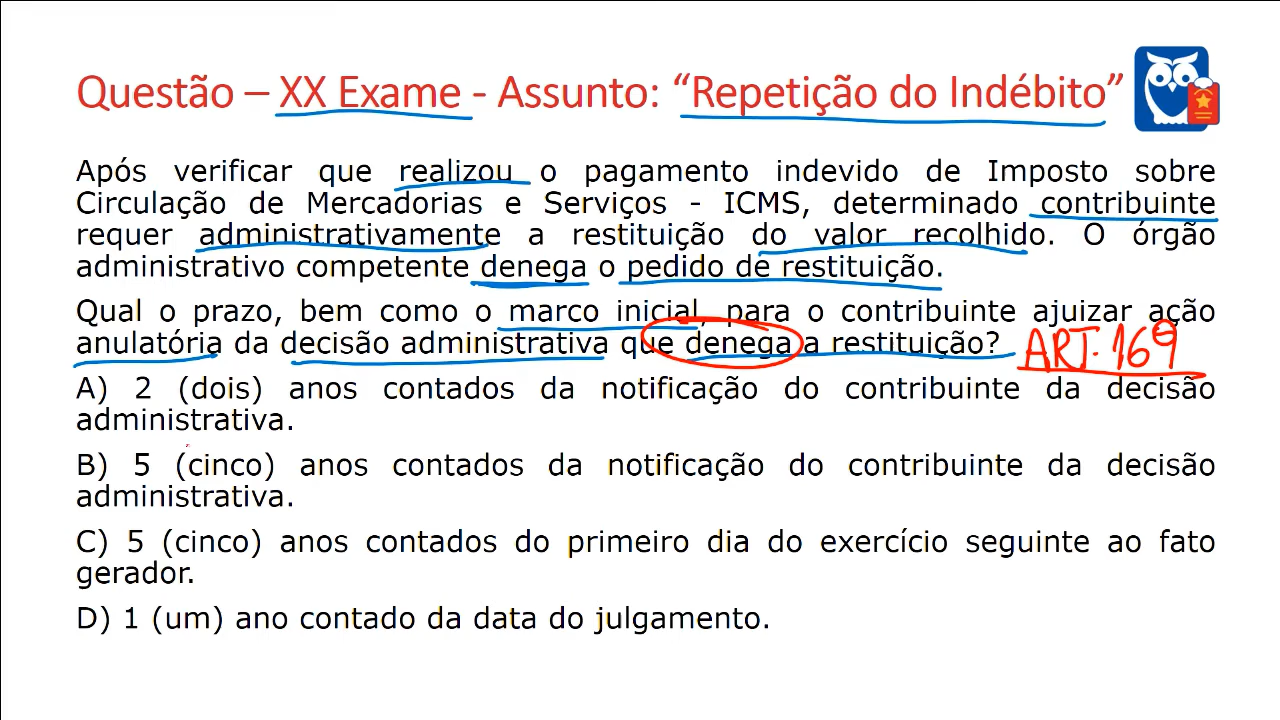 Questão – XX Exame - Assunto: “Repetição do Indébito”
Após verificar que realizou o pagamento indevido de Imposto sobre
Circulação de Mercadorias e Serviços - ICMS, determinado contribuinte
requer administrativamente a restituição do valor recolhido. O órgão
administrativo competente denega o pedido de restituição.
Qual o prazo, bem como o marco inicial, para o contribuinte ajuizar ação
anulatória da decisão administrativa que denega a restituição?
ART. 169
A) 2 (dois) anos contados da notificação do contribuinte da decisão
administrativa.
B) 5 (cinco) anos contados da notificação do contribuinte da decisão
administrativa.
C) 5 (cinco) anos contados do primeiro dia do exercício seguinte ao fato
gerador.
D) 1 (um) ano contado da data do julgamento.